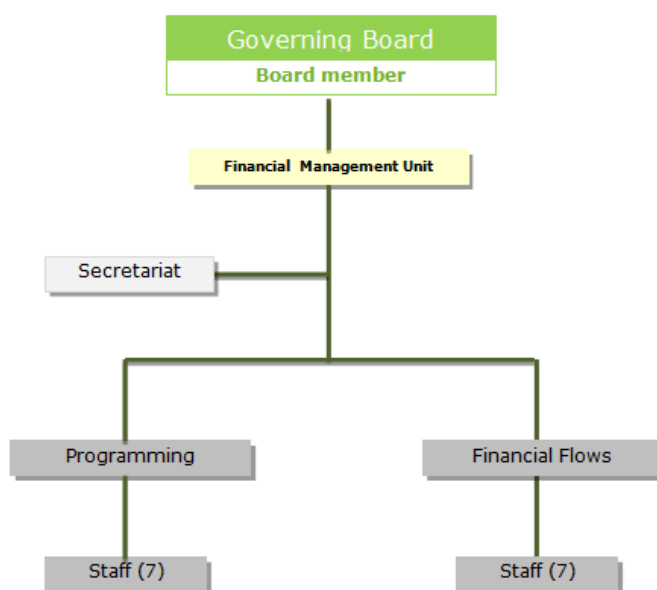 Governing Board
Board member
Financial Management Unit
Secretariat
Programming
Financial Flows
Staff (7)
Staff (7)